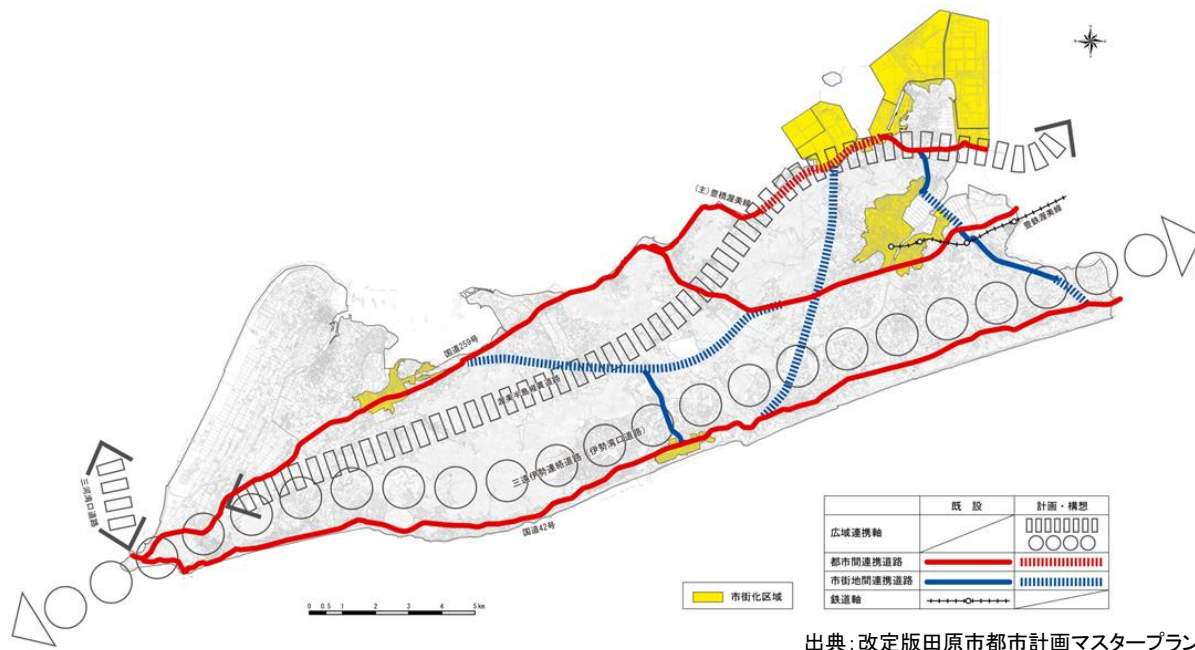 (主)豊橋渥美線
豊鉄渥美線
国道259号
渥美半島縦貫道路
三遠伊勢連絡道路(伊勢湾口道路)
三河湾口道路
国道42号
0 0.5 1 2 3 4 5 km
市街化区域
既設 計画・構想
広域連携軸
都市間連携道路
市街地間連携道路
鉄道軸
出典:改定版田原市都市計画マスタープラン